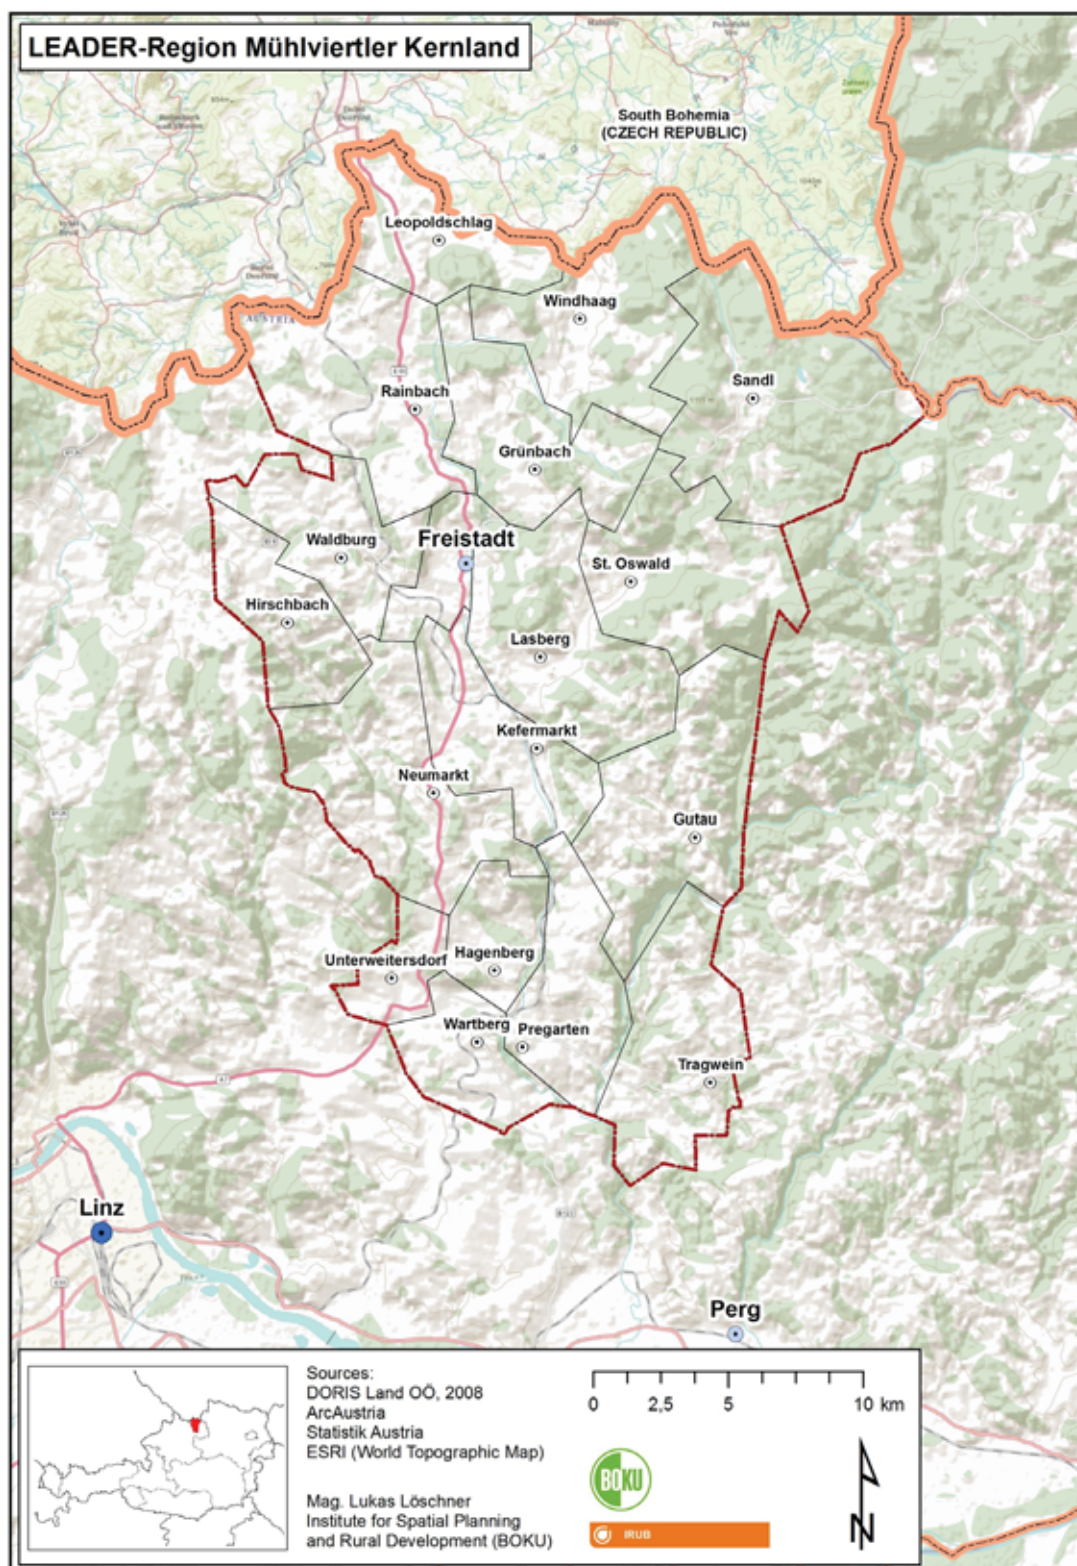 LEADER-Region Mühlviertler Kernland
South Bohemia
(CZECH REPUBLIC)
Leopoldschlag
Windhaag
AUSTRIA
Sandl
Rainbach
Grünbach
Freistadt
Waldburg
St. Oswald
Hirschbach
Lasberg
Kefermarkt
Neumarkt
Gutau
Hagenberg
Unterweitersdorf
Wartberg
Pregarten
Tragwein
Linz
Perg
Sources:
DORIS Land OÖ, 2008
ArcAustria
Statistik Austria
ESRI (World Topographic Map)
Mag. Lukas Löschner
Institute for Spatial Planning
and Rural Development (BOKU)
0 2,5 5 10 km
BOKU
IRUB
N